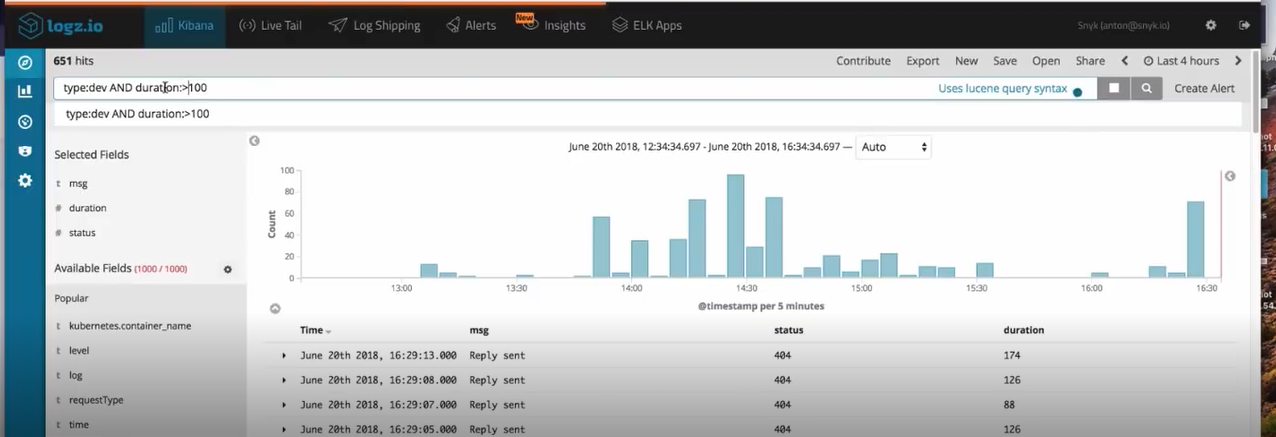 logz.io Kibana Live Tail Log Shipping Alerts New Insights ELK Apps Snyk (anton@snyk.io)
651 hits Contribute Export New Save Open Share Last 4 hours
type:dev AND duration:>100 Uses lucene query syntax Create Alert
type:dev AND duration:>100
Selected Fields
t msg
# duration
# status
Available Fields (1000 / 1000)
Popular
t kubernetes.container_name
t level
t log
t requestType
t time
June 20th 2018, 12:34:34.697 - June 20th 2018, 16:34:34.697 — Auto
Count
100
80
60
40
20
0
13:00 13:30 14:00 14:30 15:00 15:30 16:00 16:30
@timestamp per 5 minutes
Time msg status duration
June 20th 2018, 16:29:13.000 Reply sent 404 174
June 20th 2018, 16:29:08.000 Reply sent 404 126
June 20th 2018, 16:29:07.000 Reply sent 404 88
June 20th 2018, 16:29:05.000 Reply sent 404 126